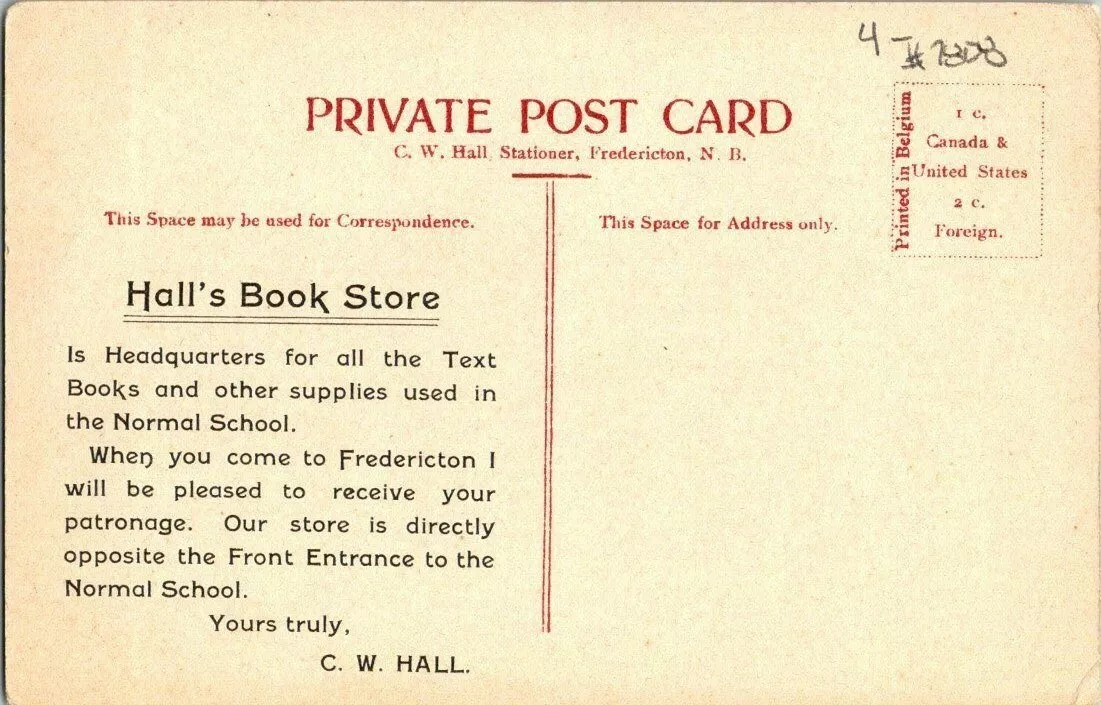 4
PRIVATE POST CARD
C. W. Hall Stationer, Fredericton, N. B.
Printed in Belgium
1 c.
Canada &
United States
2 c.
Foreign.
This Space may be used for Correspondence.
This Space for Address only.
Hall's Book Store
Is Headquarters for all the Text
Books and other supplies used in
the Normal School.
When you come to Fredericton I
will be pleased to receive your
patronage. Our store is directly
opposite the Front Entrance to the
Normal School.
Yours truly,
C. W. HALL.